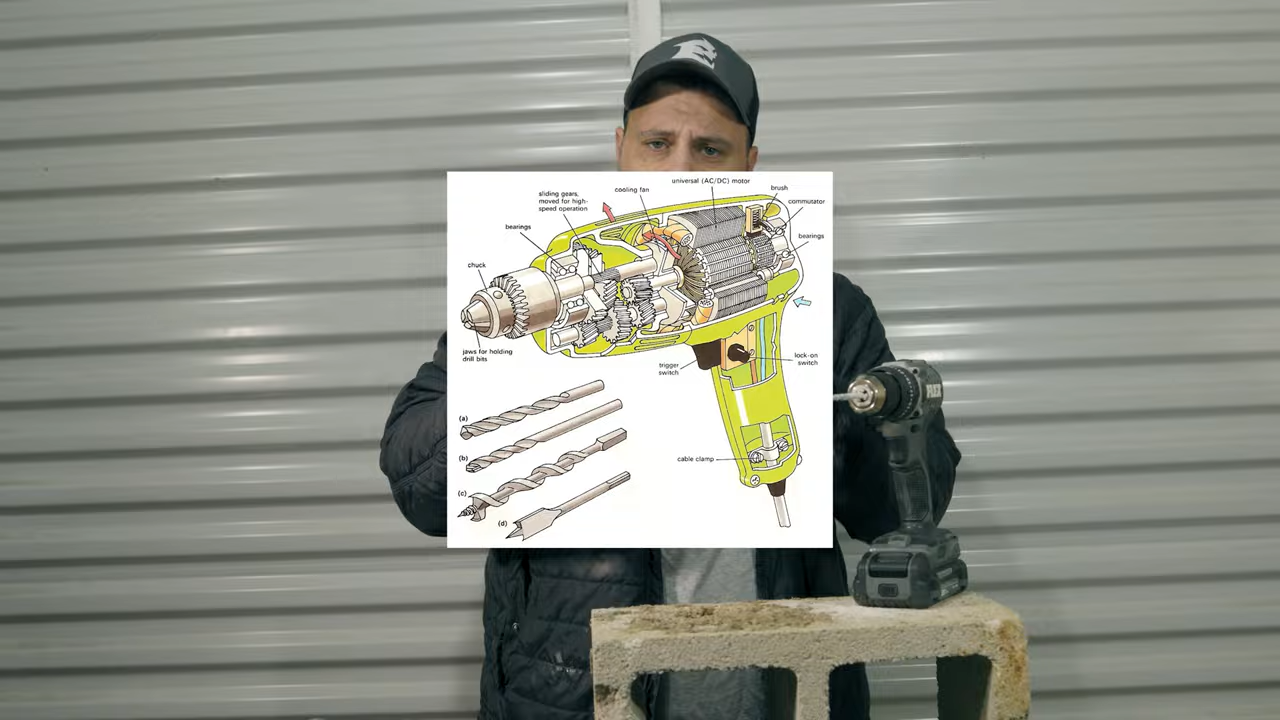 universal (AC/DC) motor
cooling fan
brush
sliding gears,
moved for high-
speed operation
commutator
bearings
bearings
chuck
jaws for holding
drill bits
trigger
switch
lock-on
switch
(a)
(b)
(c)
(d)
cable clamp
FLEX